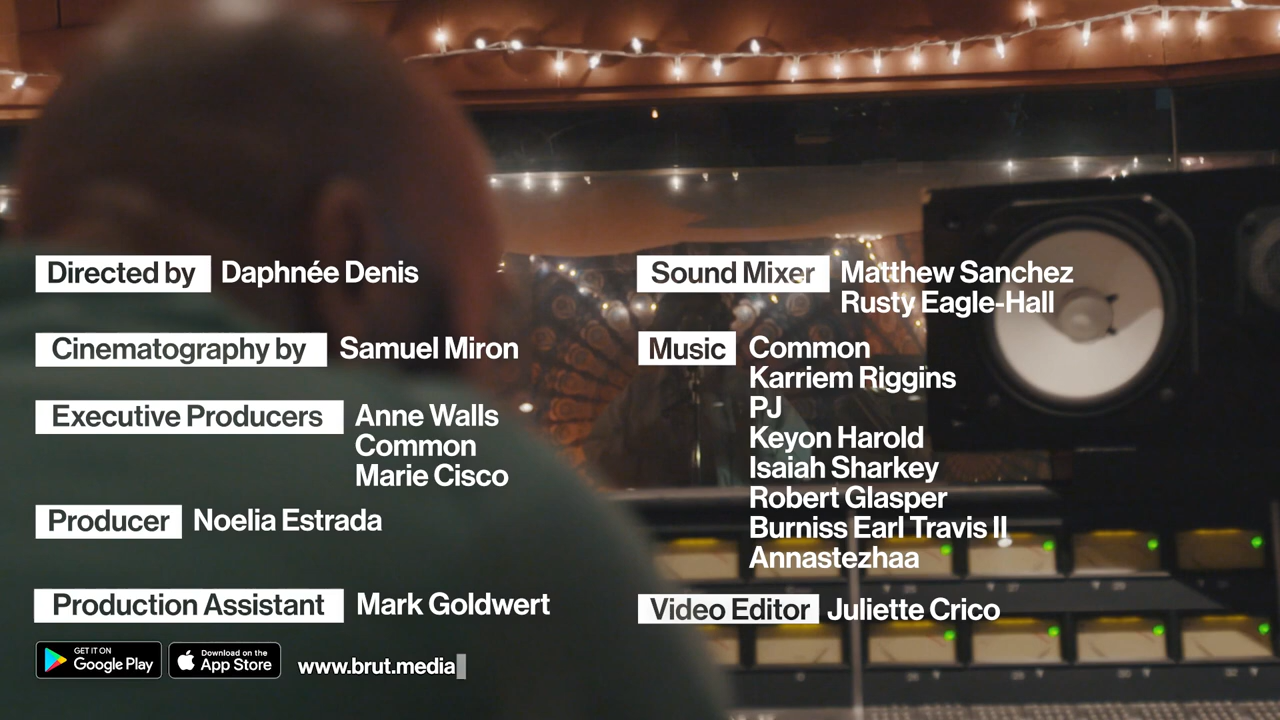 Directed by Daphnée Denis
Cinematography by Samuel Miron
Executive Producers Anne Walls
Common
Marie Cisco
Producer Noelia Estrada
Production Assistant Mark Goldwert
GET IT ON
Google Play
Download on the
App Store
www.brut.media
Sound Mixer Matthew Sanchez
Rusty Eagle-Hall
Music Common
Karriem Riggins
PJ
Keyon Harold
Isaiah Sharkey
Robert Glasper
Burniss Earl Travis II
Annastezhaa
Video Editor Juliette Crico